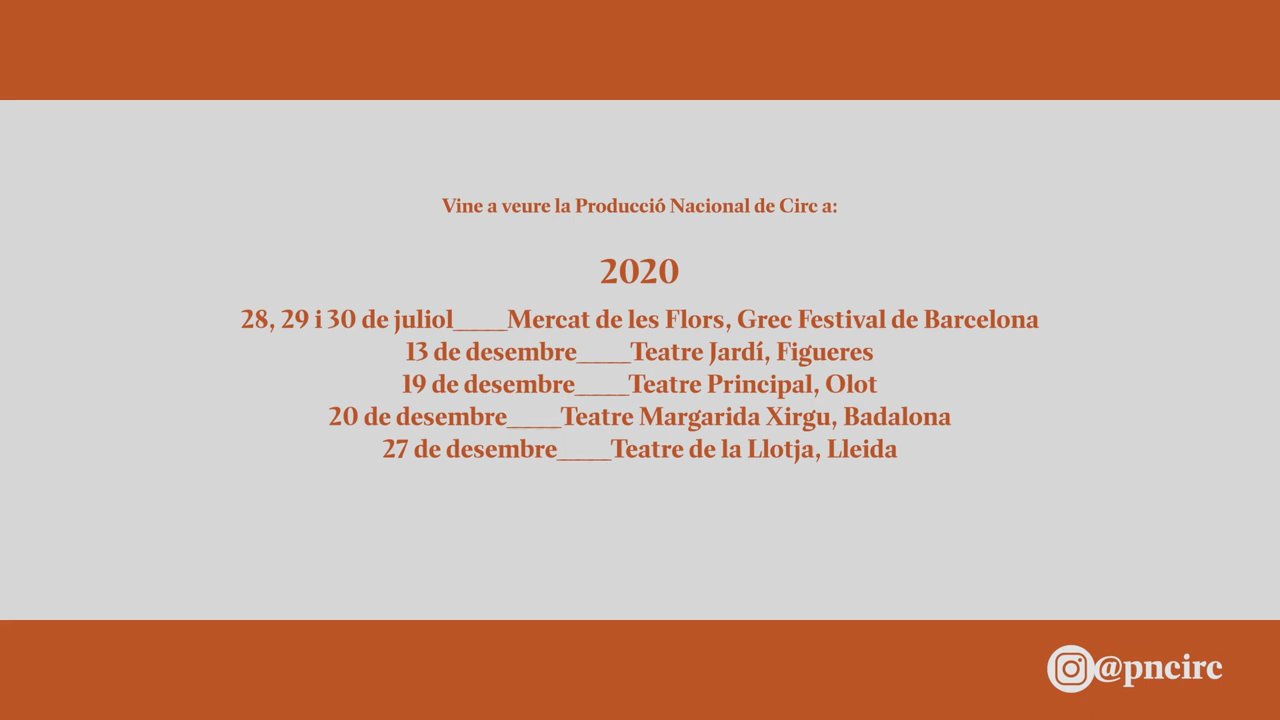 Vine a veure la Producció Nacional de Circ a:
2020
28, 29 i 30 de juliol____Mercat de les Flors, Grec Festival de Barcelona
13 de desembre____Teatre Jardí, Figueres
19 de desembre____Teatre Principal, Olot
20 de desembre____Teatre Margarida Xirgu, Badalona
27 de desembre____Teatre de la Llotja, Lleida
@pncirc